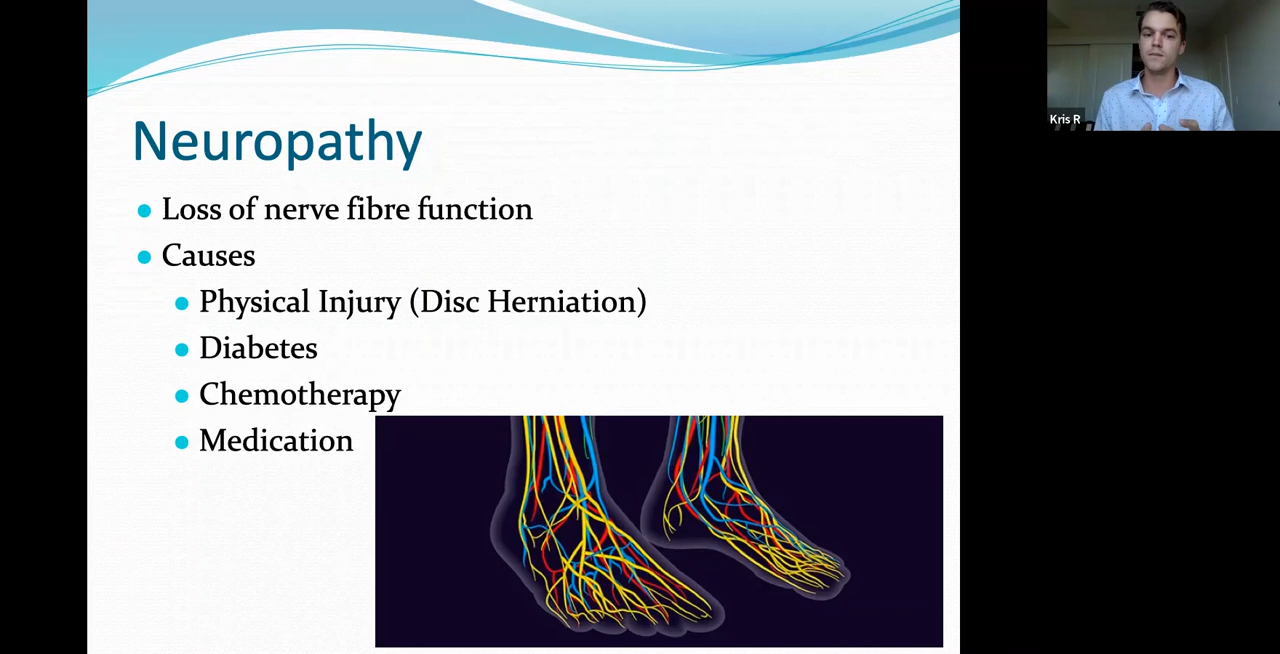 Neuropathy
Loss of nerve fibre function
Causes
Physical Injury (Disc Herniation)
Diabetes
Chemotherapy
Medication
Kris R